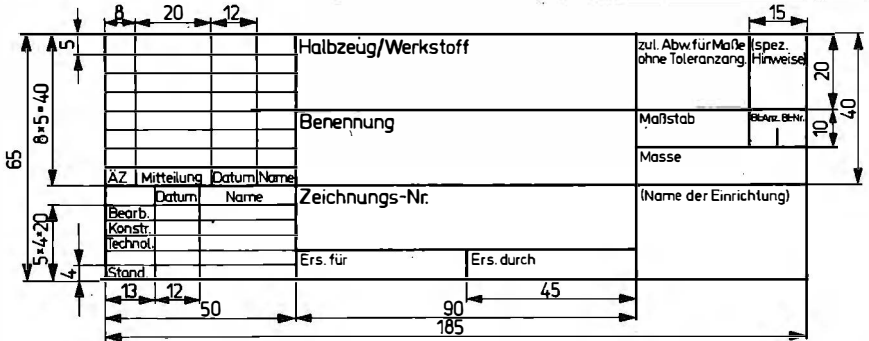 8 20 12 15
5
Halbzeug/Werkstoff
zul. Abw. für Maße (spez.
ohne Toleranzang. Hinweise)
20
40
8×5=40
65
Benennung
Maßstab
Bl-Anz. Bl-Nr.
10
Masse
ÄZ Mitteilung Datum Name
Datum Name
Zeichnungs-Nr.
(Name der Einrichtung)
Bearb.
Konstr.
Technol.
5×4=20
Ers. für Ers. durch
4
Stand.
13 12 45
50 90
185